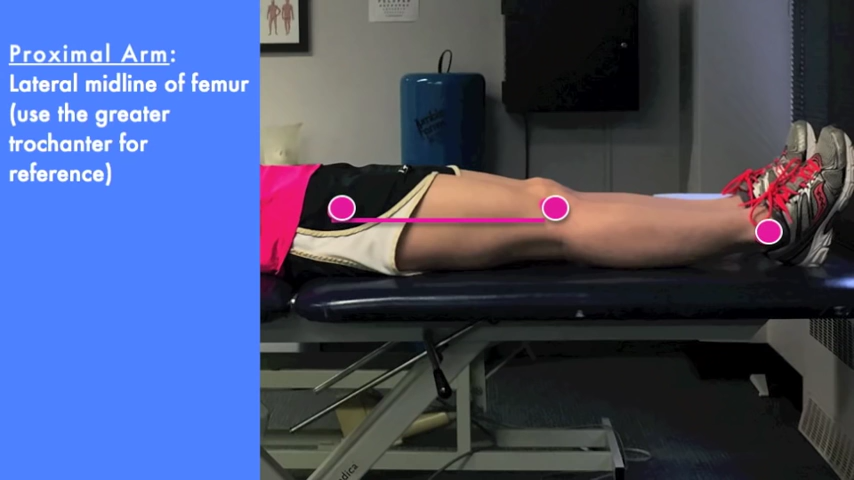 Proximal Arm:
Lateral midline of femur
(use the greater
trochanter for
reference)